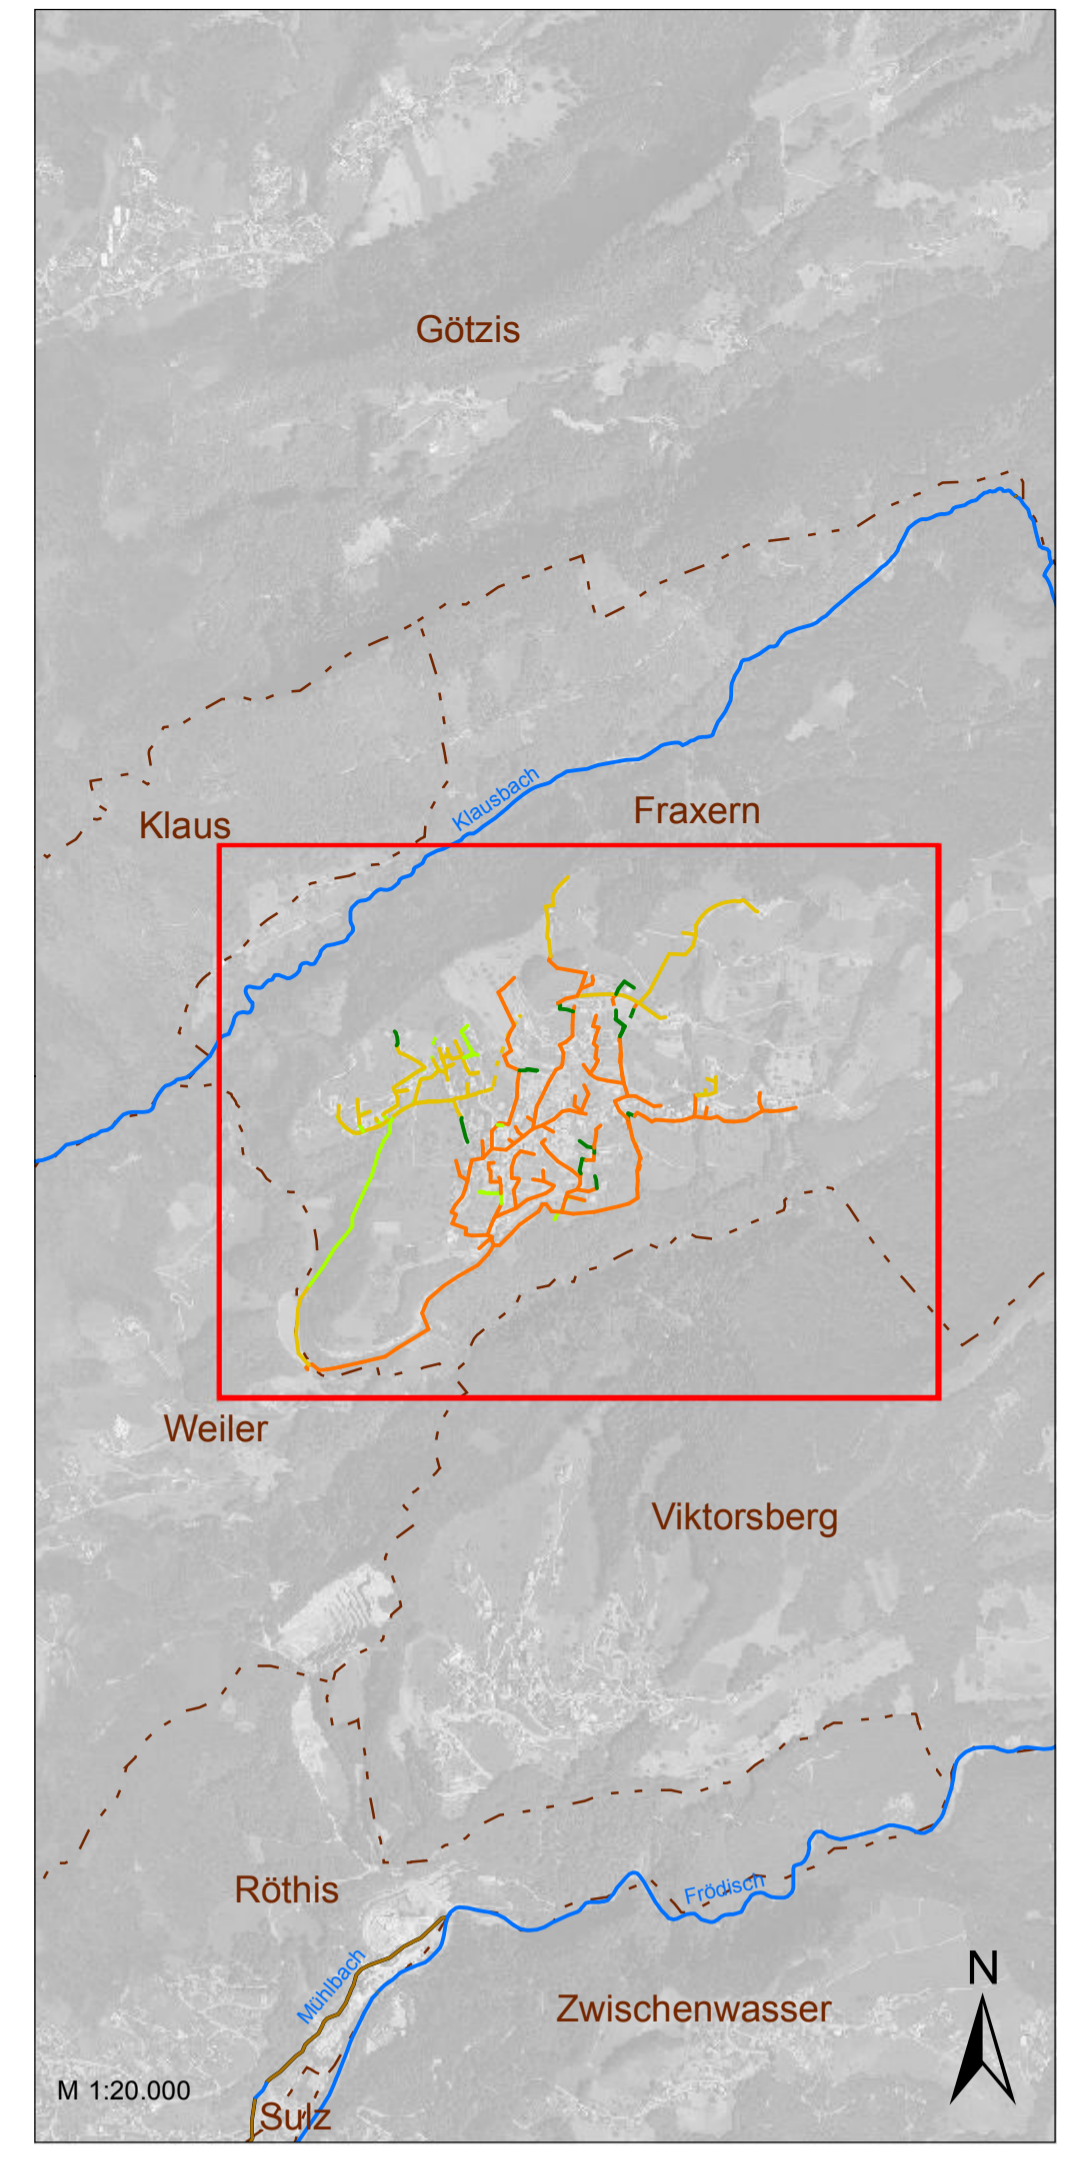 Götzis
Klausbach
Fraxern
Klaus
Weiler
Viktorsberg
Röthis
Frödisch
Mühlbach
N
Zwischenwasser
M 1:20.000
Sulz